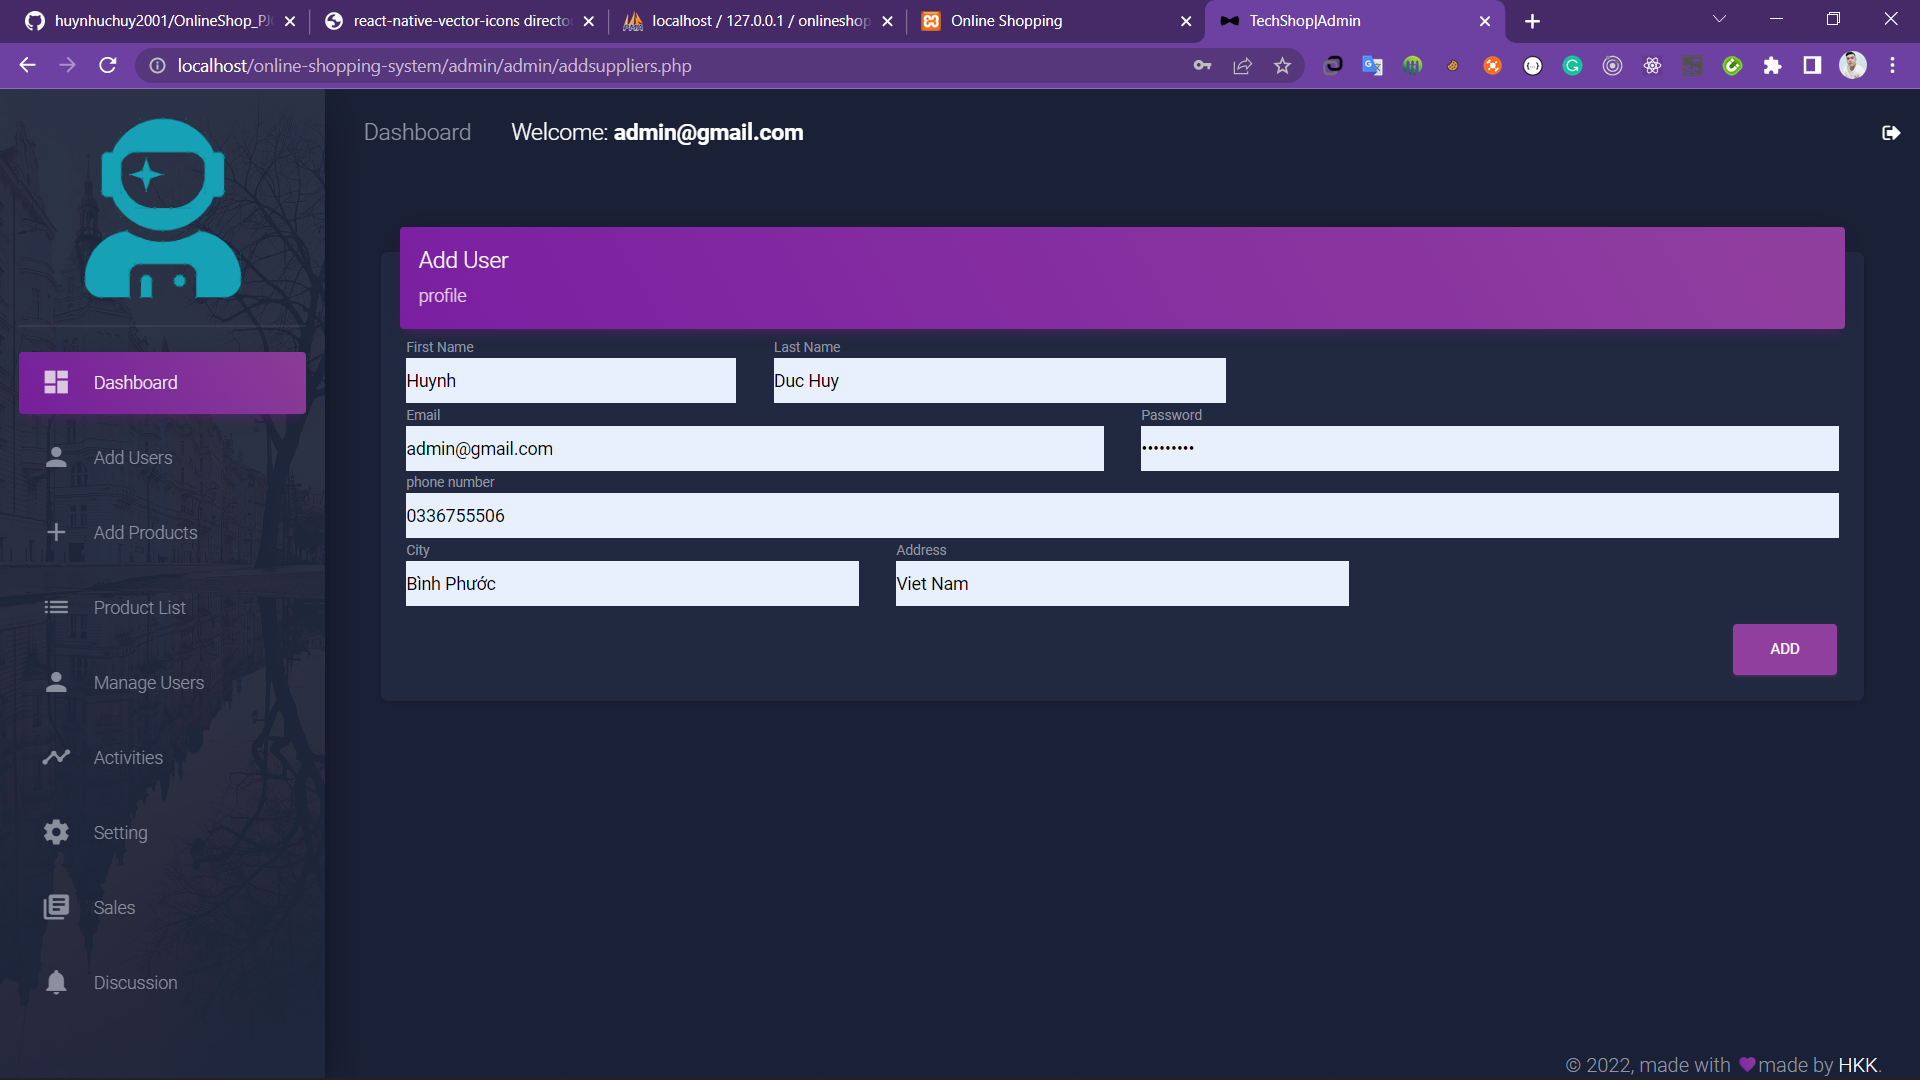 huynhuchuy2001/OnlineShop_PJ
react-native-vector-icons directo
localhost / 127.0.0.1 / onlineshop
Online Shopping
TechShop|Admin
localhost/online-shopping-system/admin/admin/addsuppliers.php
Dashboard
Welcome: admin@gmail.com
Add User
profile
First Name
Last Name
Huynh
Duc Huy
Email
Password
admin@gmail.com
•••••••••
phone number
0336755506
City
Address
Bình Phước
Viet Nam
ADD
Dashboard
Add Users
Add Products
Product List
Manage Users
Activities
Setting
Sales
Discussion
© 2022, made with made by HKK.